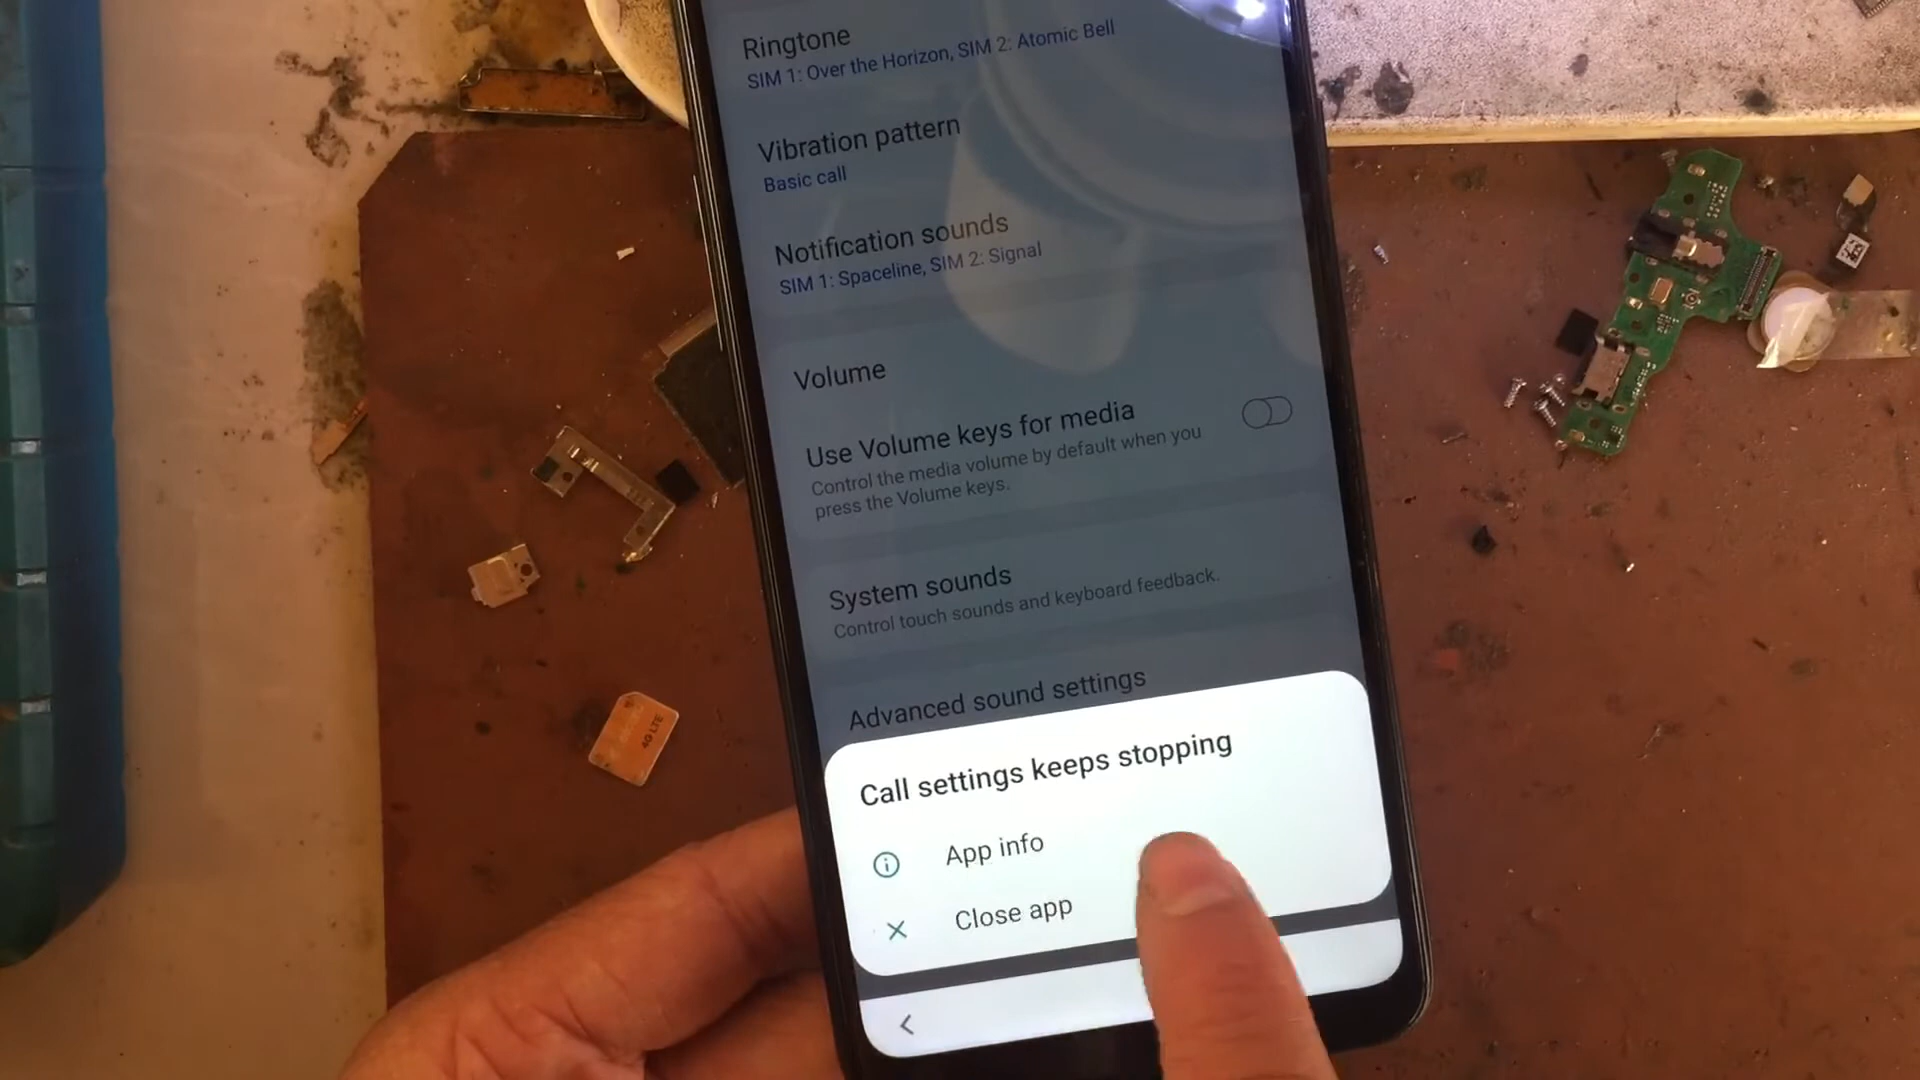 Ringtone
SIM 1: Over the Horizon, SIM 2: Atomic Bell
Vibration pattern
Basic call
Notification sounds
SIM 1: Spaceline, SIM 2: Signal
Volume
Use Volume keys for media
Control the media volume by default when you
press the Volume keys.
System sounds
Control touch sounds and keyboard feedback.
Advanced sound settings
Call settings keeps stopping
App info
Close app
4G LTE